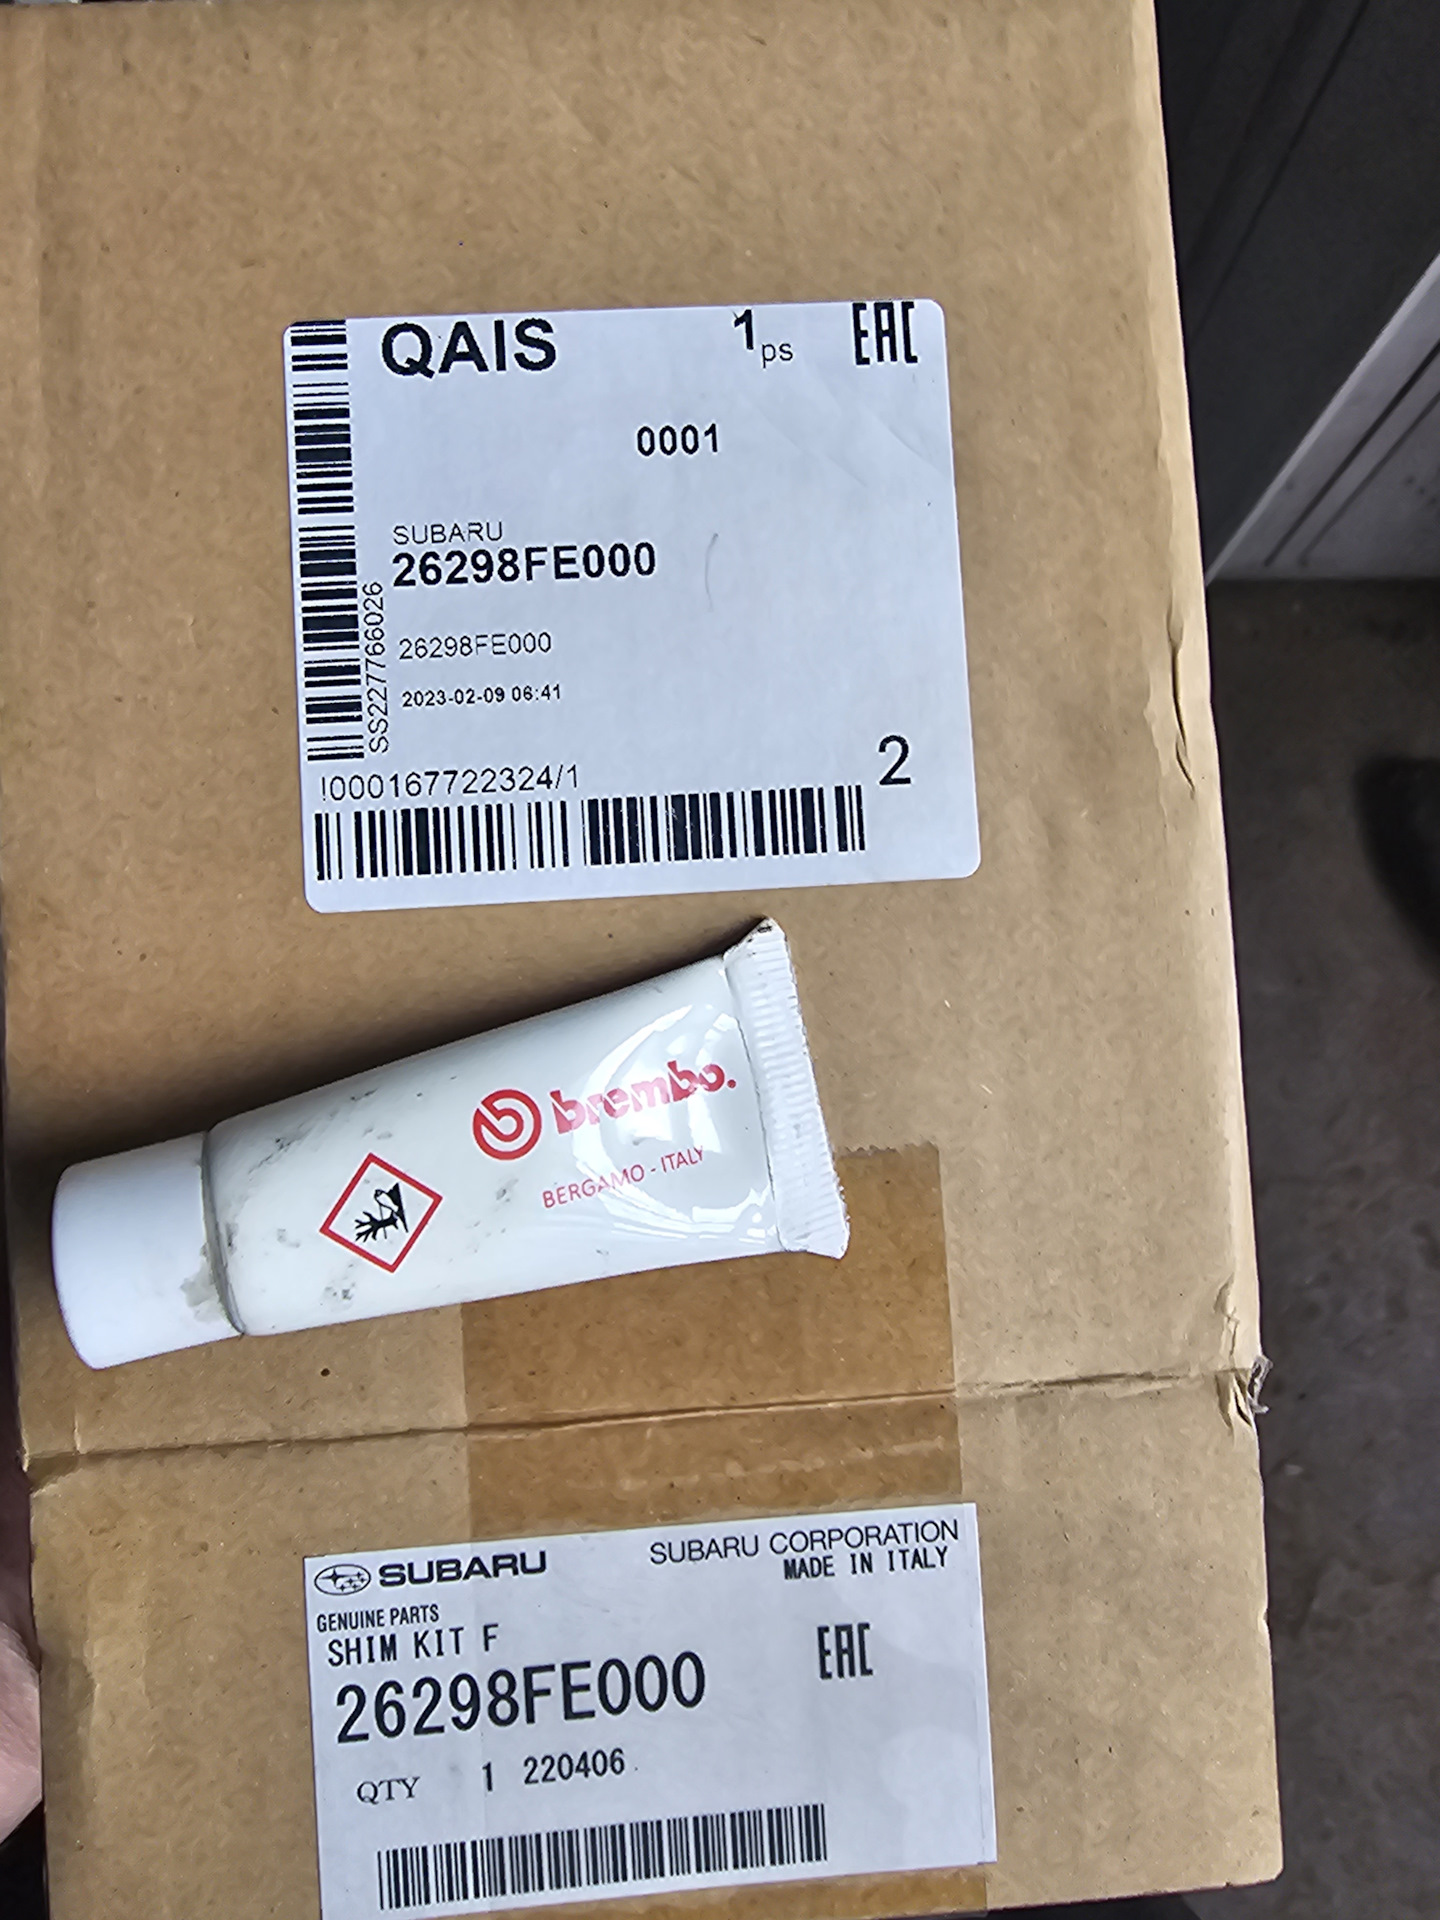 QAIS 1ps EAC
0001
SUBARU
26298FE000
26298FE000
2023-02-09 06:41
SS227766026
!000167722324/1
2
brembo.
BERGAMO - ITALY
SUBARU SUBARU CORPORATION
MADE IN ITALY
GENUINE PARTS
SHIM KIT F
EAC
26298FE000
QTY 1 220406